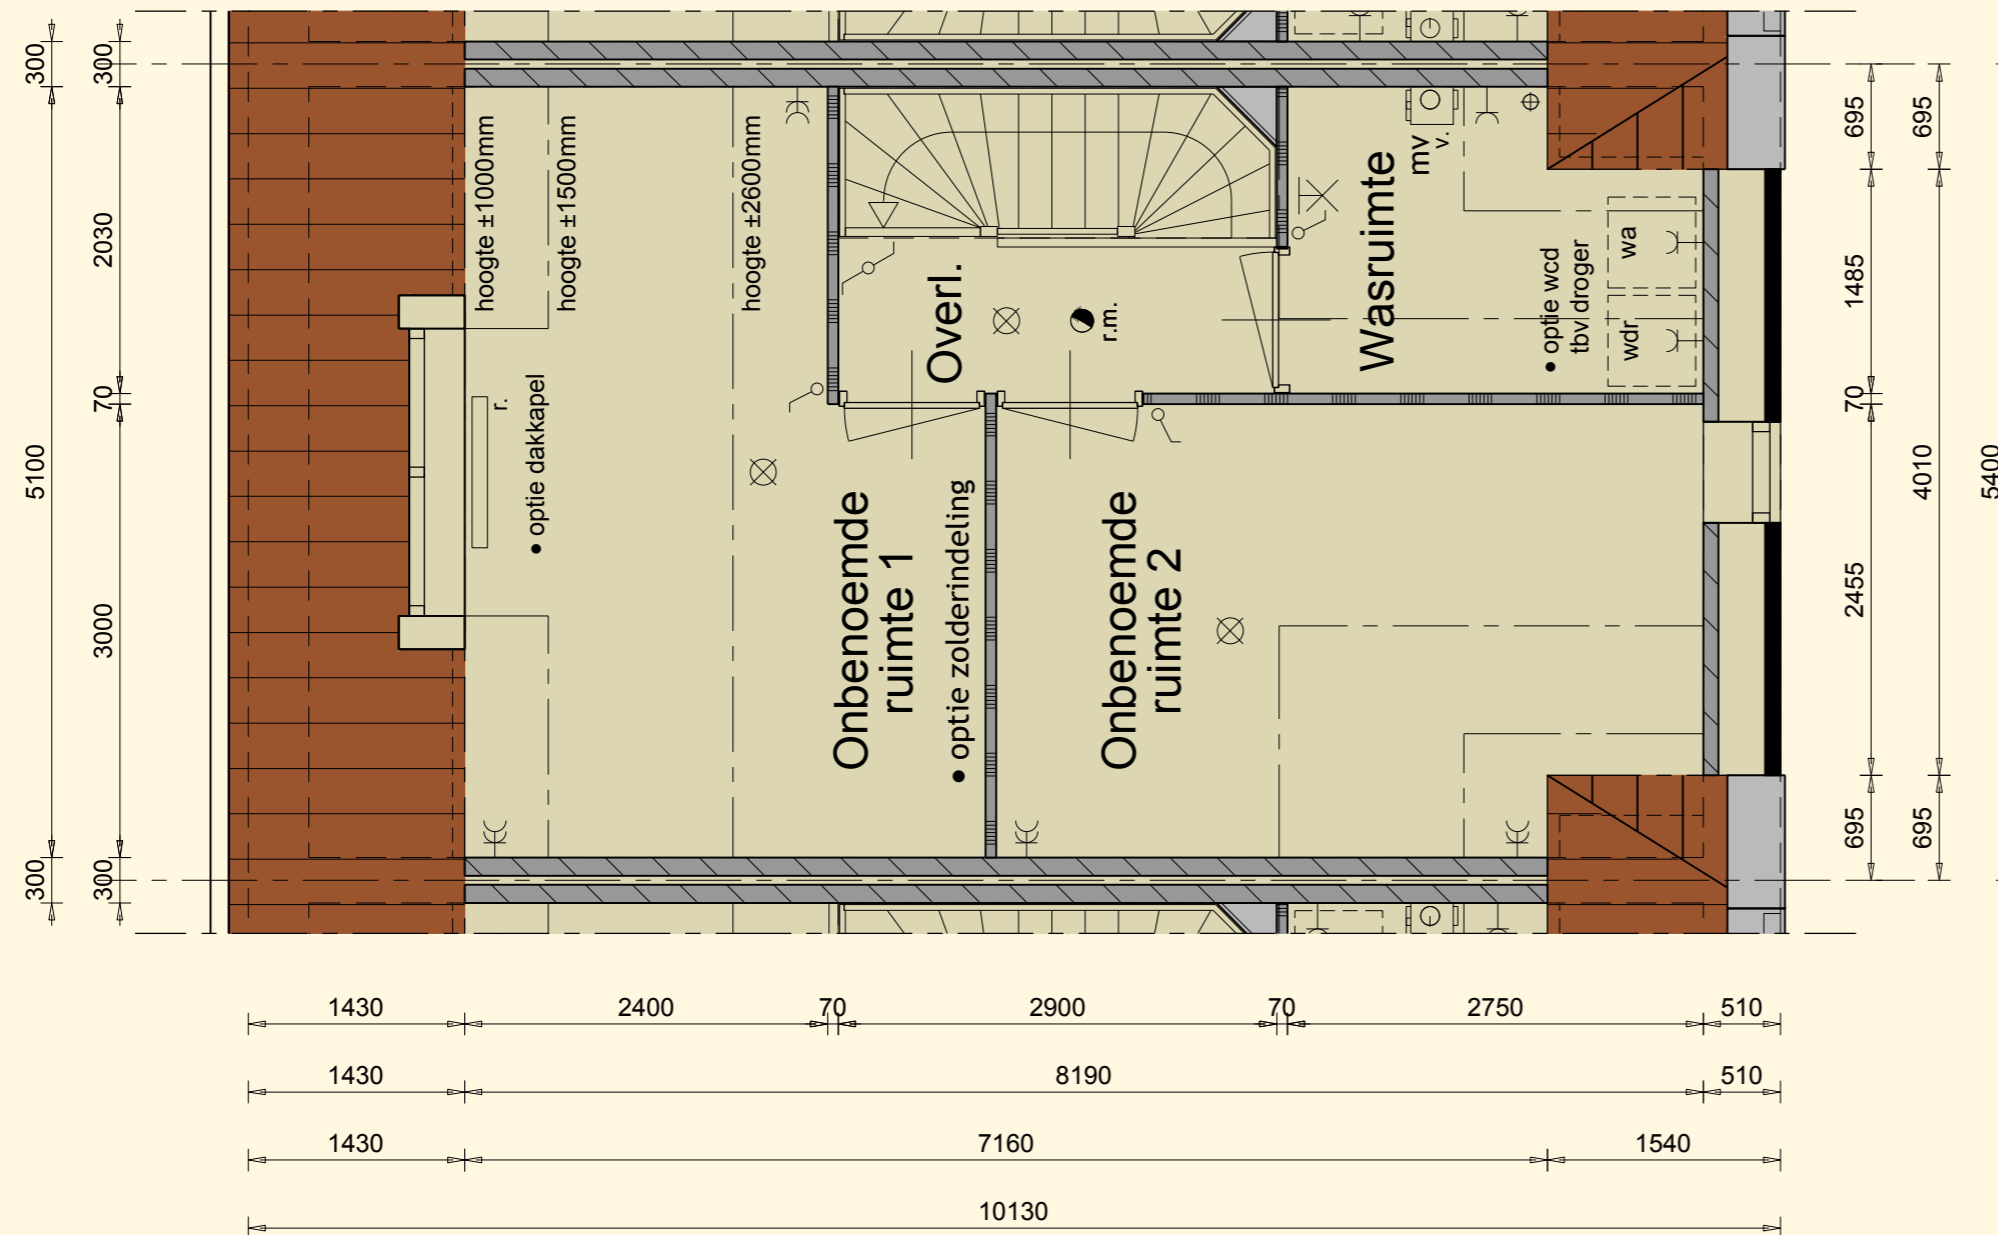 300
300
5100
2030
70
3000
300
300
hoogte ±1000mm
hoogte ±1500mm
hoogte ±2600mm
r.
• optie dakkapel
Onbenoemde
ruimte 1
• optie zolderindeling
Overl.
r.m.
Onbenoemde
ruimte 2
Wasruimte
mv
v.
• optie wcd
tbv droger
wa
wdr
695
1485
70
2455
695
695
4010
695
5400
1430
2400
70
2900
70
2750
510
1430
8190
510
1430
7160
1540
10130